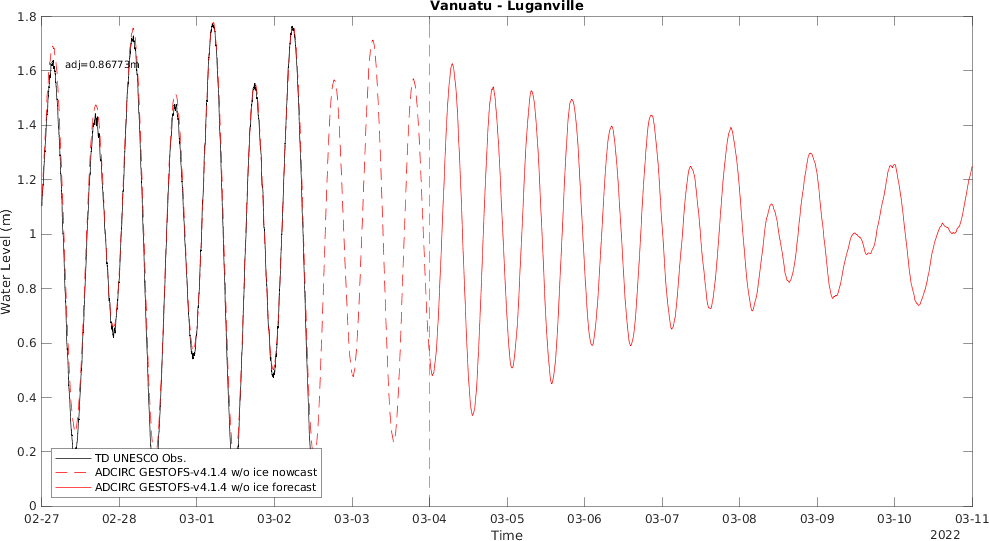 Vanuatu - Luganville
1.8
1.6
1.4
1.2
1
0.8
0.6
0.4
0.2
0
Water Level (m)
adj=0.86773m
TD UNESCO Obs.
ADCIRC GESTOFS-v4.1.4 w/o ice nowcast
ADCIRC GESTOFS-v4.1.4 w/o ice forecast
02-27 02-28 03-01 03-02 03-03 03-04 03-05 03-06 03-07 03-08 03-09 03-10 03-11
Time
2022